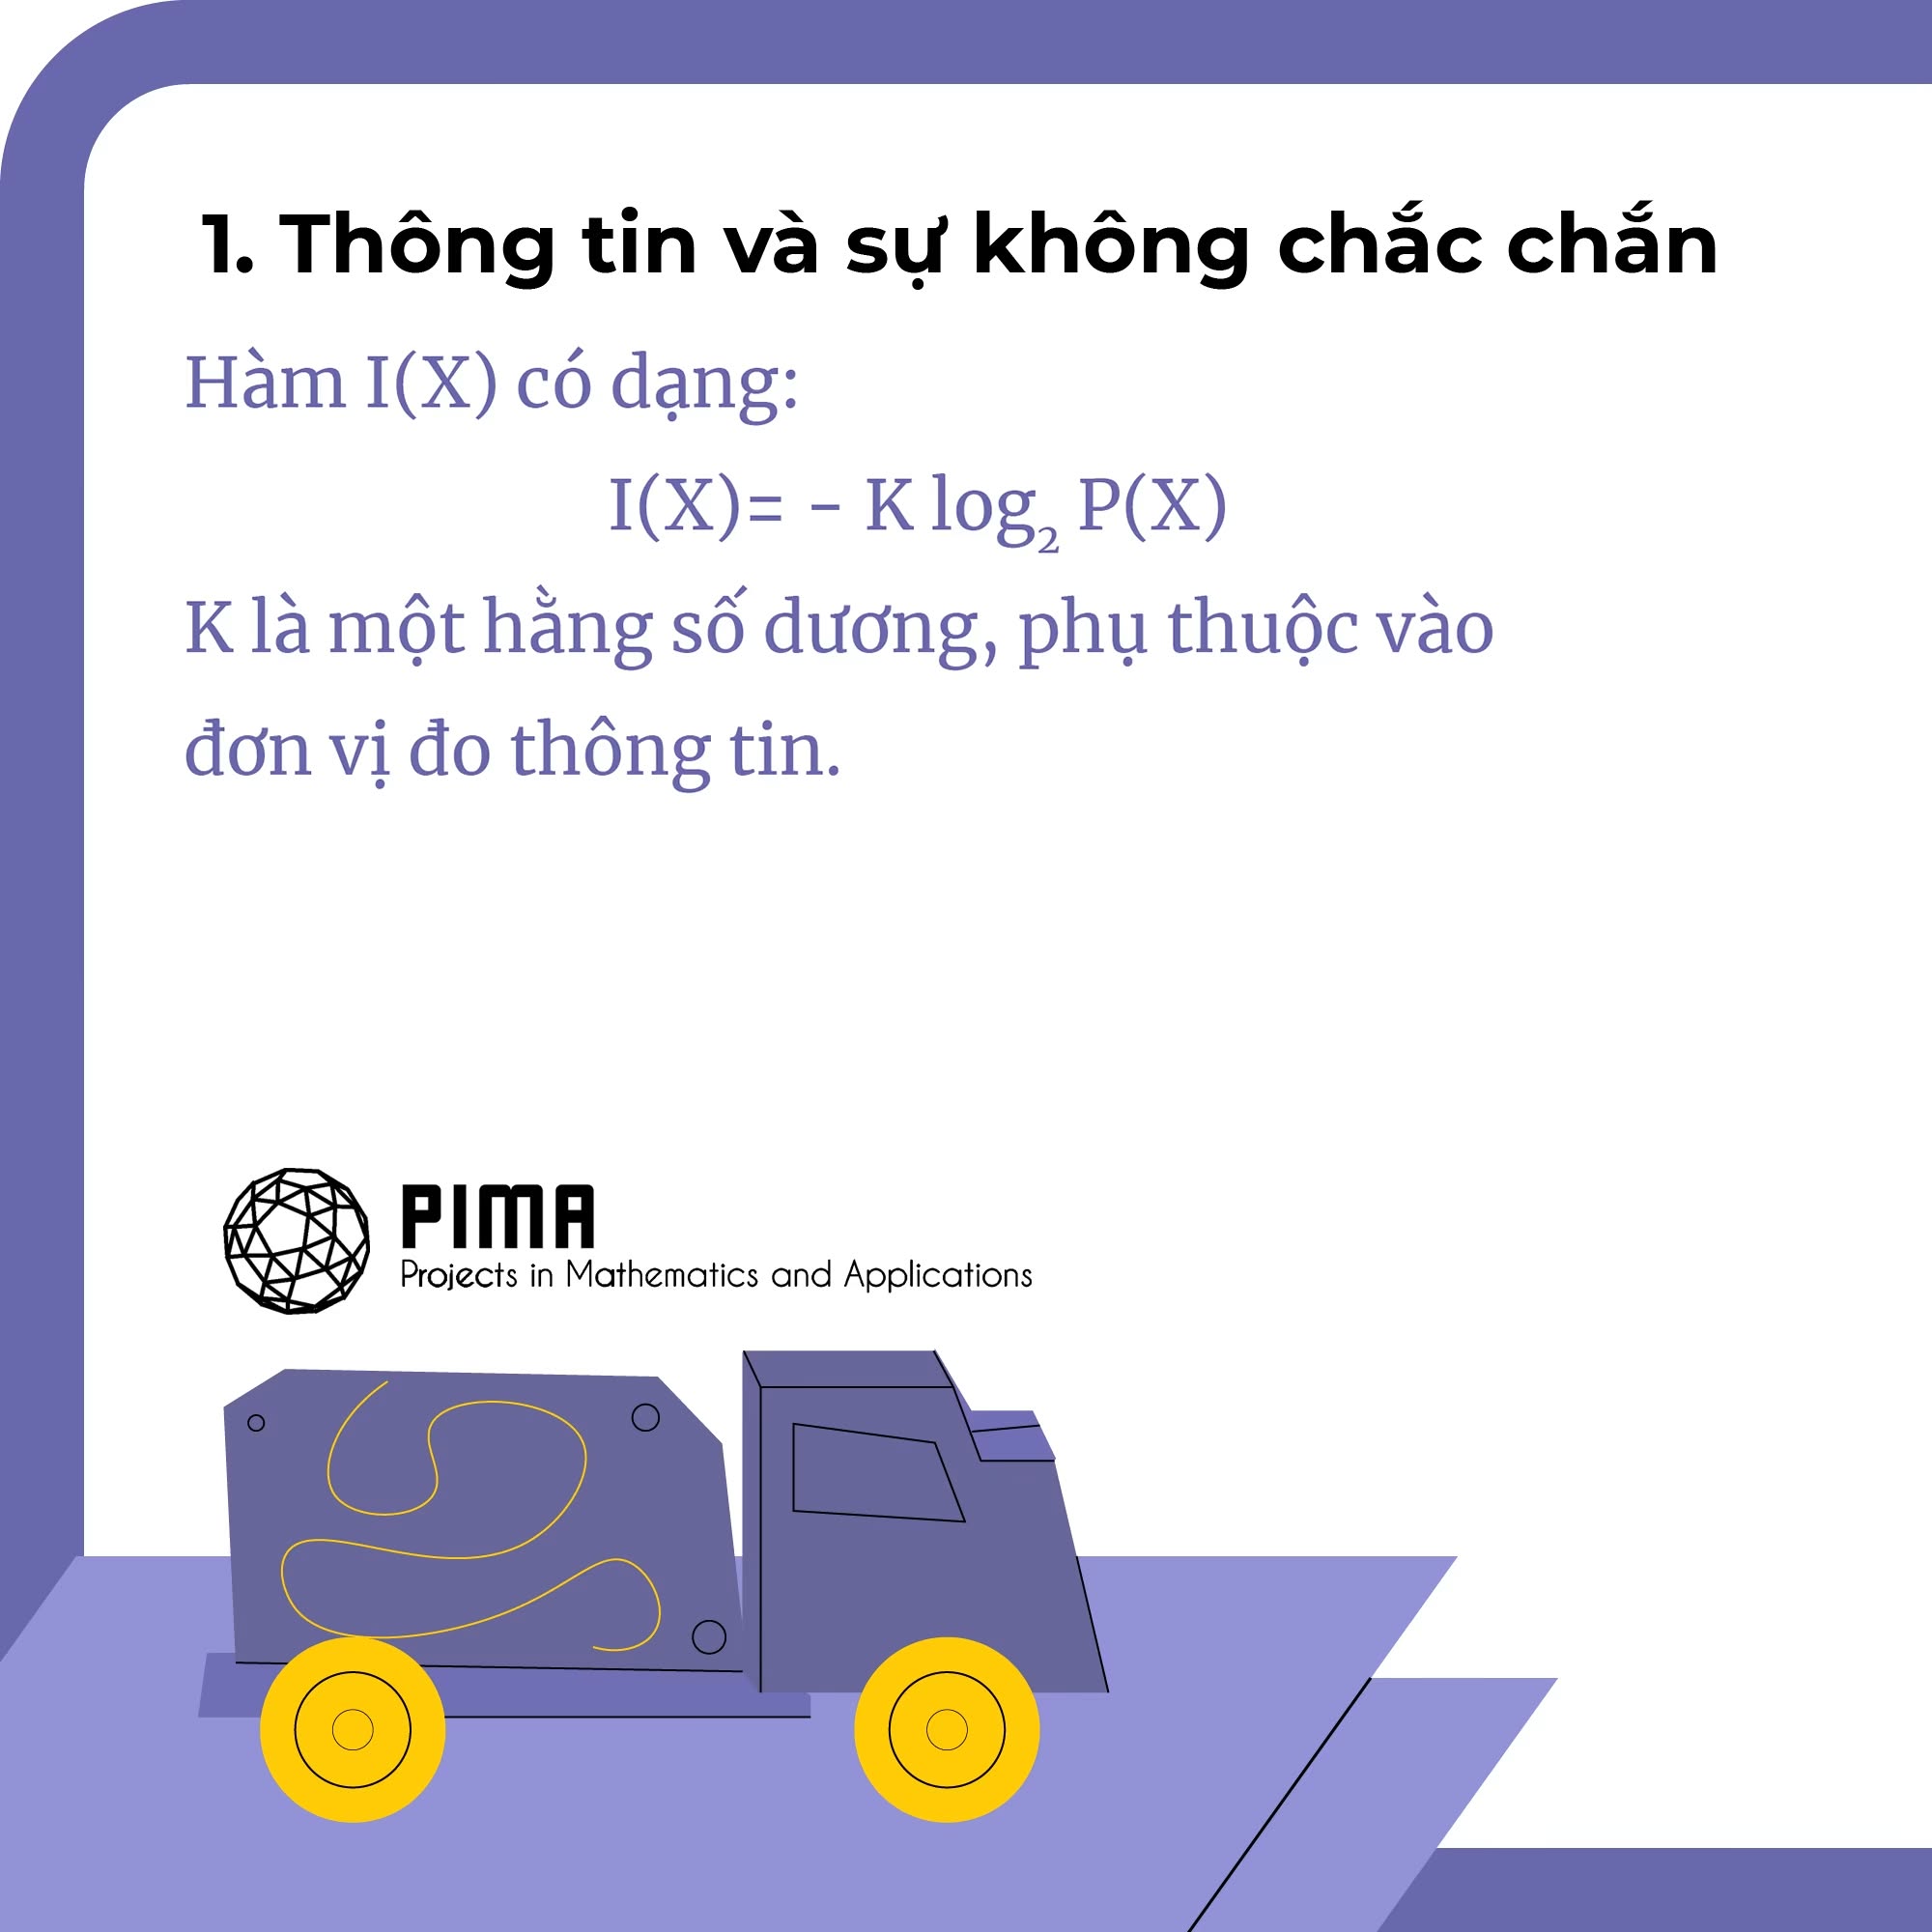 1. Thông tin và sự không chắc chắn
Hàm I(X) có dạng:
I(X)= − K log₂ P(X)
K là một hằng số dương, phụ thuộc vào
đơn vị đo thông tin.
PIMA
Projects in Mathematics and Applications